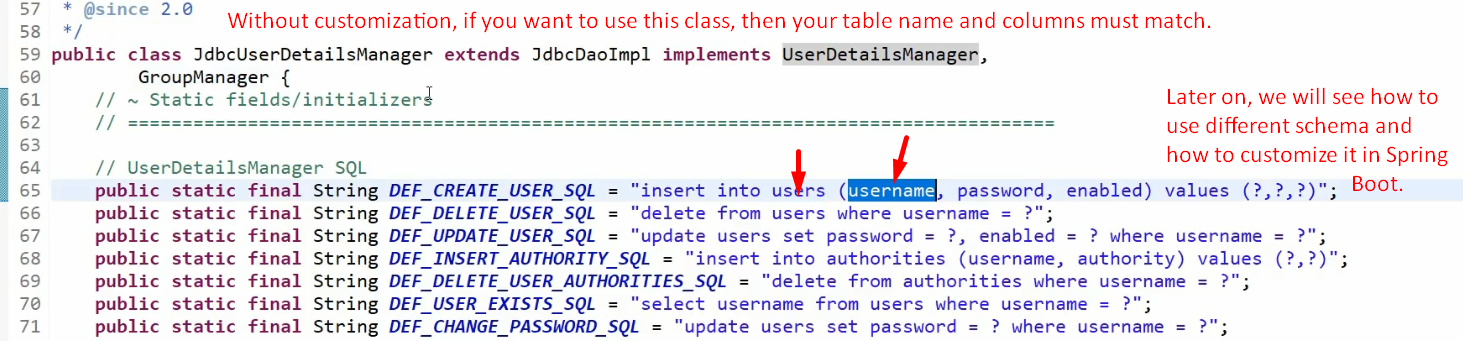 57 * @since 2.0
Without customization, if you want to use this class, then your table name and columns must match.
58 */
59 public class JdbcUserDetailsManager extends JdbcDaoImpl implements UserDetailsManager,
60 GroupManager {
61 // ~ Static fields/initializers
62 // =====================================================================================
63
64 // UserDetailsManager SQL
65 public static final String DEF_CREATE_USER_SQL = "insert into users (username, password, enabled) values (?,?,?)";
66 public static final String DEF_DELETE_USER_SQL = "delete from users where username = ?";
67 public static final String DEF_UPDATE_USER_SQL = "update users set password = ?, enabled = ? where username = ?";
68 public static final String DEF_INSERT_AUTHORITY_SQL = "insert into authorities (username, authority) values (?,?)";
69 public static final String DEF_DELETE_USER_AUTHORITIES_SQL = "delete from authorities where username = ?";
70 public static final String DEF_USER_EXISTS_SQL = "select username from users where username = ?";
71 public static final String DEF_CHANGE_PASSWORD_SQL = "update users set password = ? where username = ?";
Later on, we will see how to
use different schema and
how to customize it in Spring
Boot.